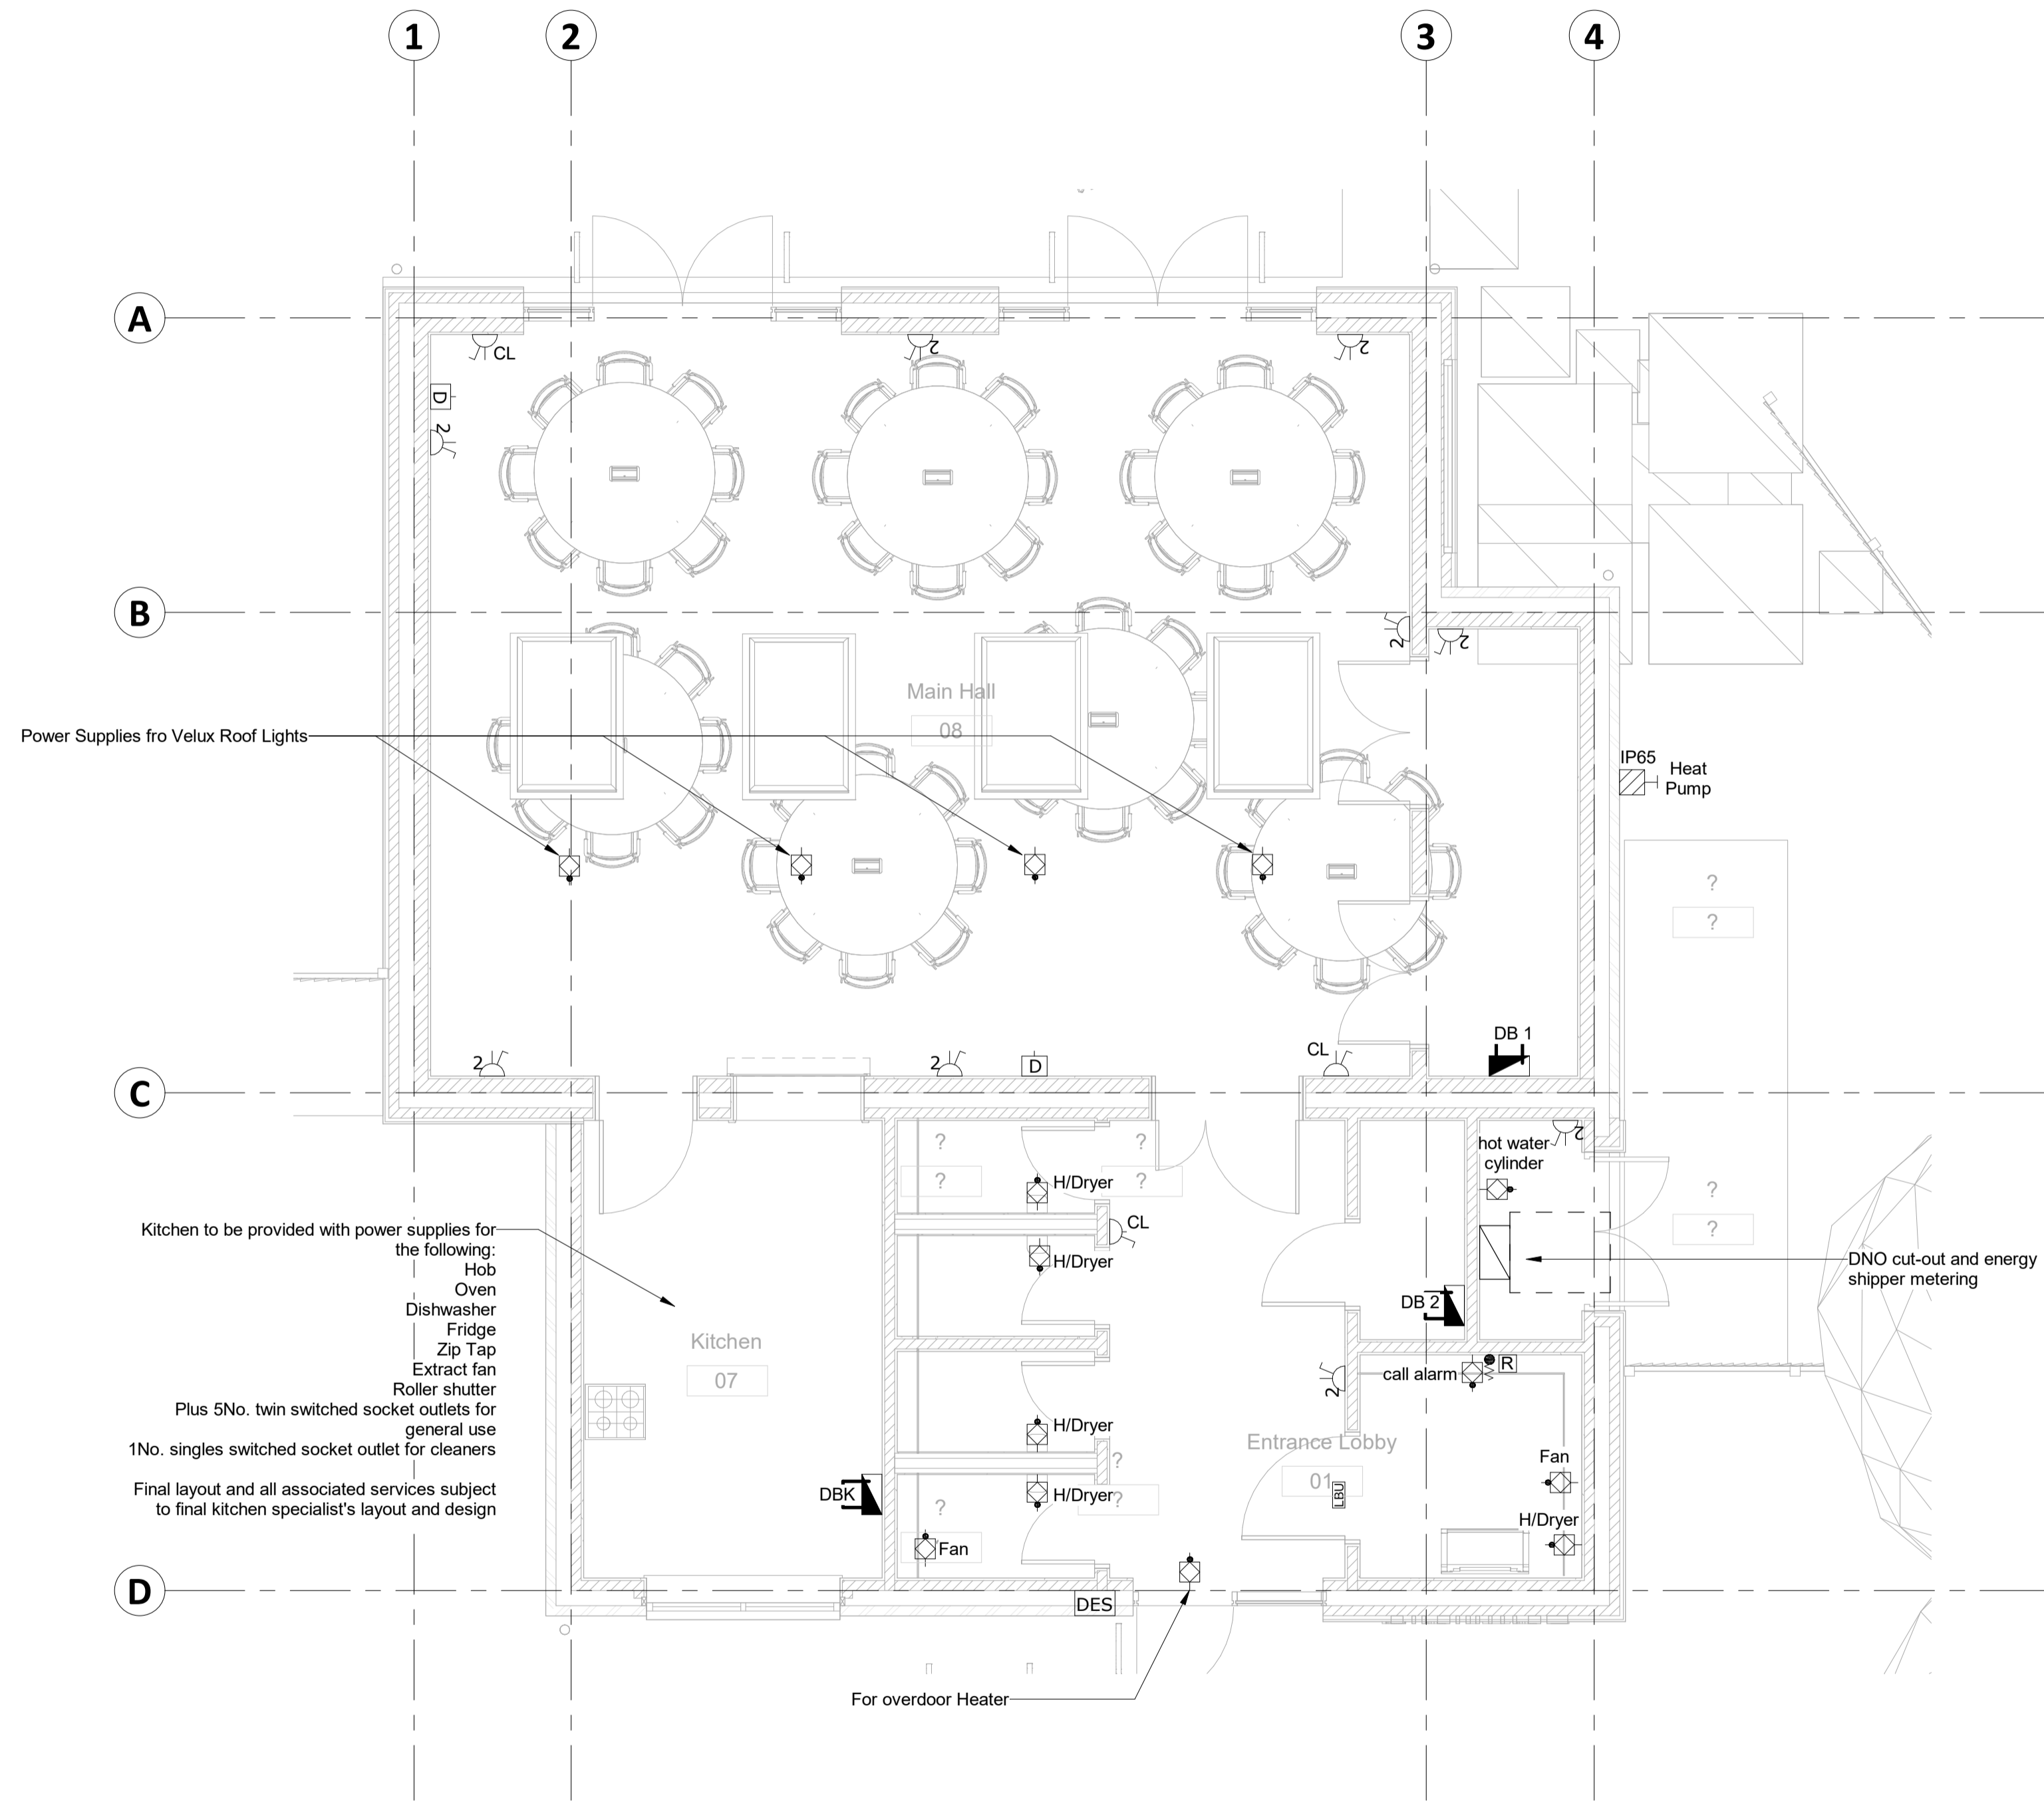 1
2
3
4
A
CL
2
2
D
2
B
2
2
Main Hall
08
Power Supplies fro Velux Roof Lights
IP65
Heat
Pump
?
?
DB 1
2
2
D
CL
C
2
?
?
?
?
hot water
cylinder
?
?
H/Dryer
CL
H/Dryer
Kitchen to be provided with power supplies for
the following:
Hob
Oven
Dishwasher
Fridge
Zip Tap
Extract fan
Roller shutter
Plus 5No. twin switched socket outlets for
general use
1No. singles switched socket outlet for cleaners
Final layout and all associated services subject
to final kitchen specialist's layout and design
DNO cut-out and energy
shipper metering
DB 2
Kitchen
07
call alarm
R
2
H/Dryer
Entrance Lobby
01
LBU
?
?
Fan
DBK
H/Dryer
?
H/Dryer
Fan
D
DES
For overdoor Heater